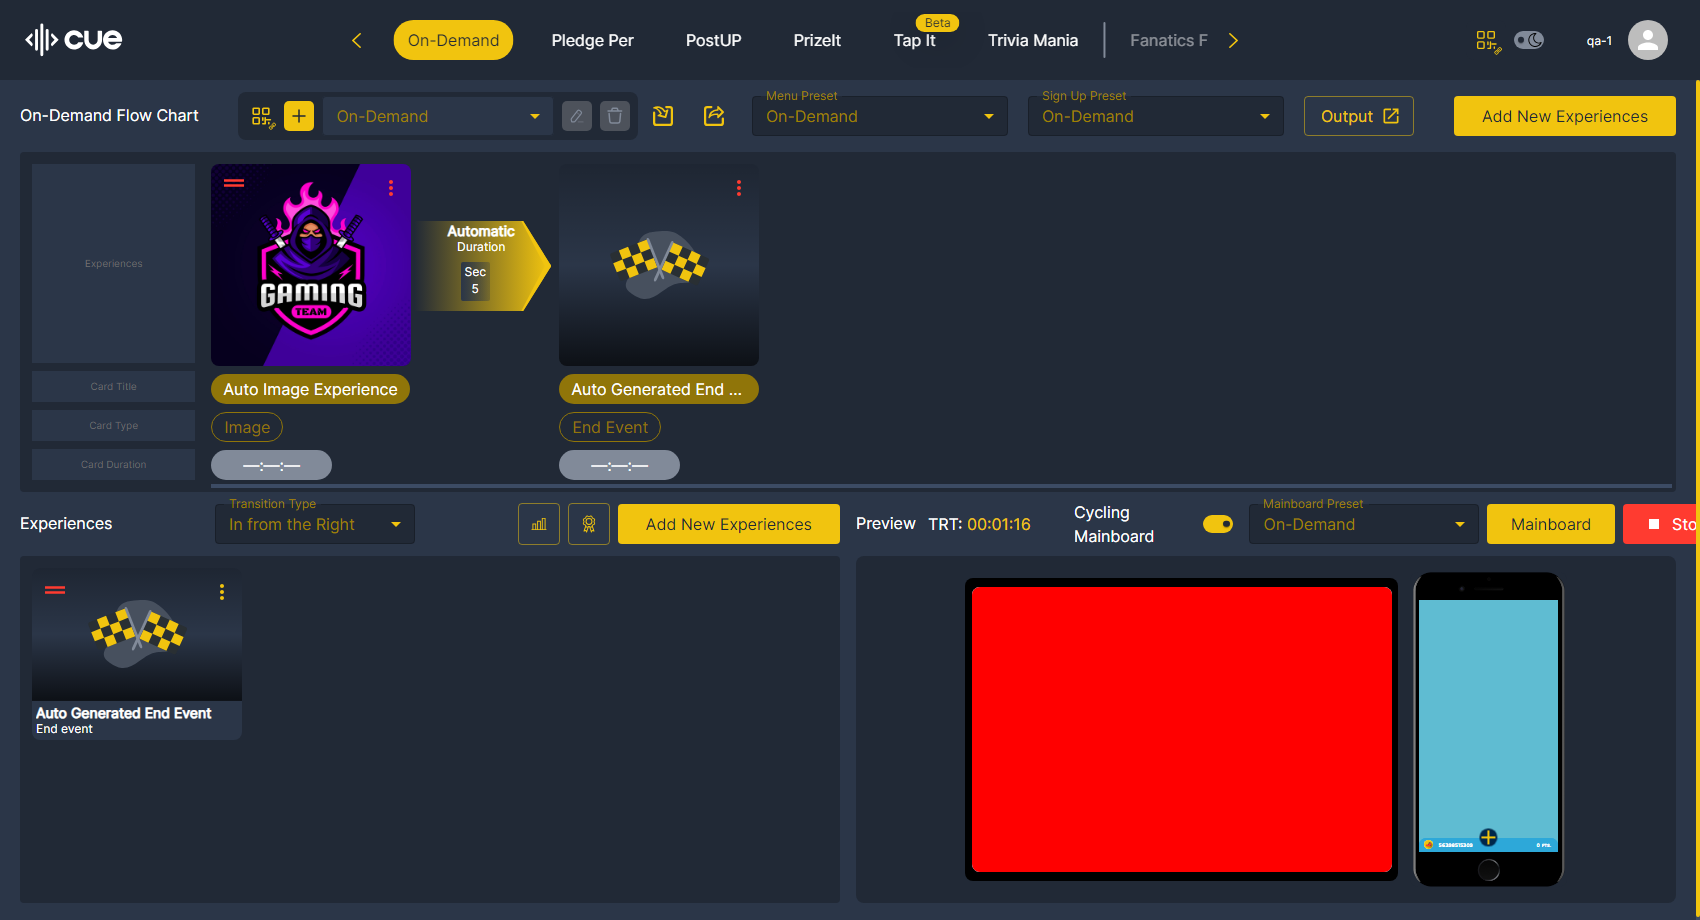 cue
On-Demand
Pledge Per
PostUP
PrizeIt
Beta
Tap It
Trivia Mania
Fanatics F
qa-1
On-Demand Flow Chart
On-Demand
Menu Preset
On-Demand
Sign Up Preset
On-Demand
Output
Add New Experiences
Experiences
Card Title
Card Type
Card Duration
GAMING
TEAM
Automatic
Duration
Sec
5
Auto Image Experience
Image
—:—:—
Auto Generated End ...
End Event
—:—:—
Experiences
Transition Type
In from the Right
Add New Experiences
Preview
TRT: 00:01:16
Cycling
Mainboard
Mainboard Preset
On-Demand
Mainboard
Sto
Auto Generated End Event
End event
0 PTS.